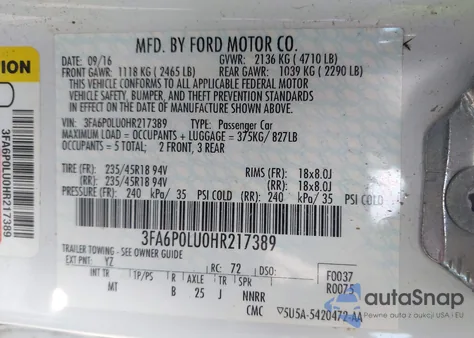 MFD. BY FORD MOTOR CO.
DATE: 09/16 GVWR: 2136 KG ( 4710 LB)
FRONT GAWR: 1118 KG ( 2465 LB) REAR GAWR: 1039 KG ( 2290 LB)
THIS VEHICLE CONFORMS TO ALL APPLICABLE FEDERAL MOTOR
VEHICLE SAFETY, BUMPER, AND THEFT PREVENTION STANDARDS
IN EFFECT ON THE DATE OF MANUFACTURE SHOWN ABOVE.
VIN: 3FA6P0LU0HR217389 TYPE: Passenger Car
MAXIMUM LOAD = OCCUPANTS + LUGGAGE = 375KG/ 827LB
OCCUPANTS = 5 TOTAL; 2 FRONT, 3 REAR
TIRE (FR): 235/45R18 94V RIMS (FR): 18x8.0J
(RR): 235/45R18 94V (RR): 18x8.0J
PRESSURE (FR): 240 kPa/ 35 PSI COLD (RR): 240 kPa/ 35 PSI COLD
3FA6P0LU0HR217389
TRAILER TOWING - SEE OWNER GUIDE
EXT PNT: YZ RC: 72 DSO: F0037
INT TR TP/PS R AXLE TR SPR R0075
MT B 25 J NNRR
CMC 5U5A-5420472-AA
3FA6P0LU0HR217389
autoSnap